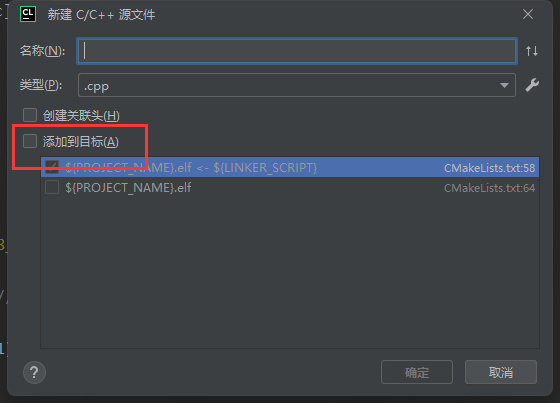 CL 新建 C/C++ 源文件
名称(N):
类型(P): .cpp
创建关联头(H)
添加到目标(A)
${PROJECT_NAME}.elf <- ${LINKER_SCRIPT} CMakeLists.txt:58
${PROJECT_NAME}.elf CMakeLists.txt:64
? 确定 取消